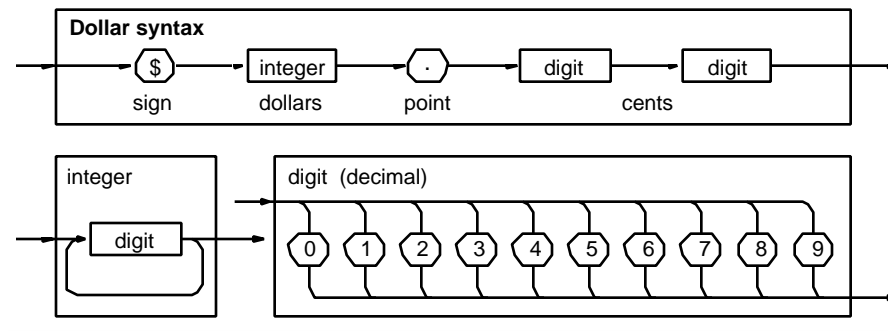 Dollar syntax
$ integer . digit digit
sign dollars point cents
integer
digit
digit (decimal)
0 1 2 3 4 5 6 7 8 9